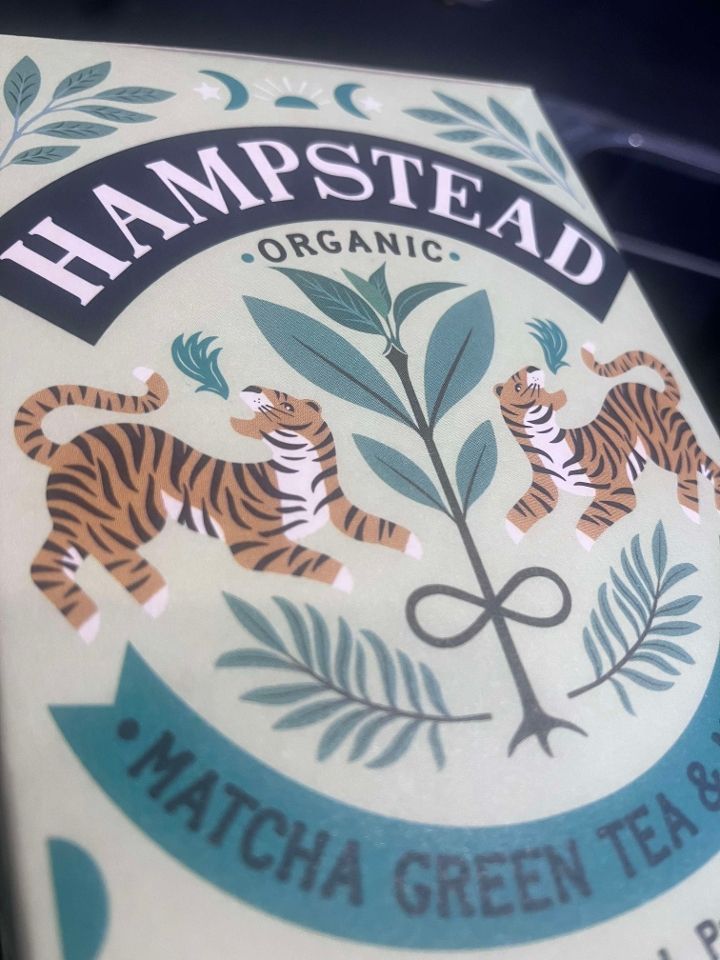 HAMPSTEAD
•ORGANIC•
•MATCHA GREEN TEA &